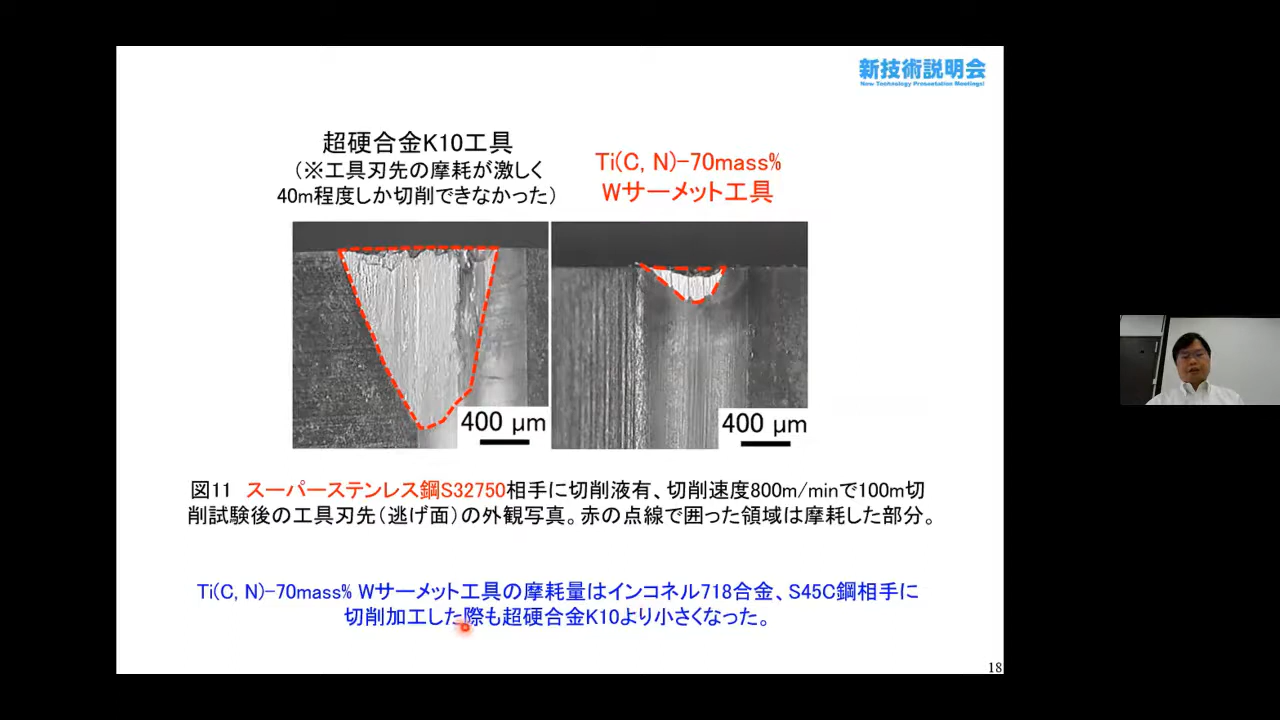 新技術説明会
New Technology Presentation Meetings!
超硬合金K10工具
（※工具刃先の摩耗が激しく
40m程度しか切削できなかった）
Ti(C, N)-70mass%
Wサーメット工具
400 μm
400 μm
図11　スーパーステンレス鋼S32750相手に切削液有、切削速度800m/minで100m切
削試験後の工具刃先（逃げ面）の外観写真。赤の点線で囲った領域は摩耗した部分。
Ti(C, N)-70mass% Wサーメット工具の摩耗量はインコネル718合金、S45C鋼相手に
切削加工した際も超硬合金K10より小さくなった。
18